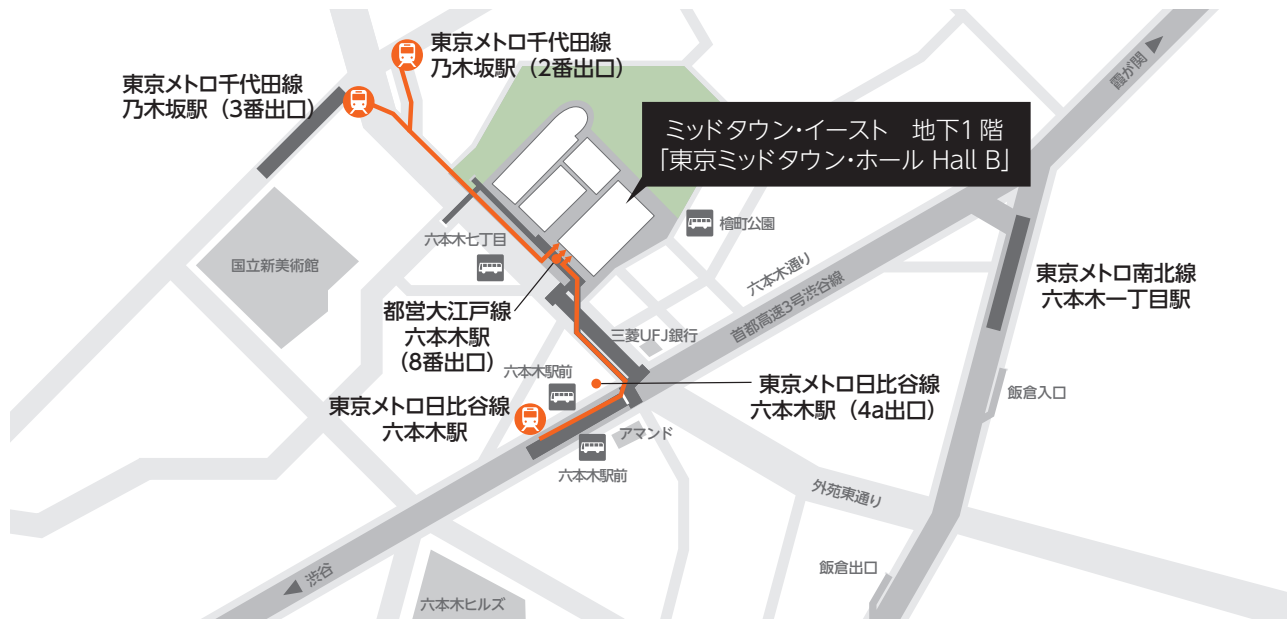 東京メトロ千代田線
乃木坂駅（2番出口）
東京メトロ千代田線
乃木坂駅（3番出口）
霞が関
ミッドタウン・イースト　地下1階
「東京ミッドタウン・ホール Hall B」
檜町公園
六本木七丁目
国立新美術館
六本木通り
首都高速3号渋谷線
東京メトロ南北線
六本木一丁目駅
都営大江戸線
六本木駅
（8番出口）
三菱UFJ銀行
六本木駅前
東京メトロ日比谷線
六本木駅（4a出口）
飯倉入口
東京メトロ日比谷線
六本木駅
アマンド
六本木駅前
外苑東通り
飯倉出口
渋谷
六本木ヒルズ